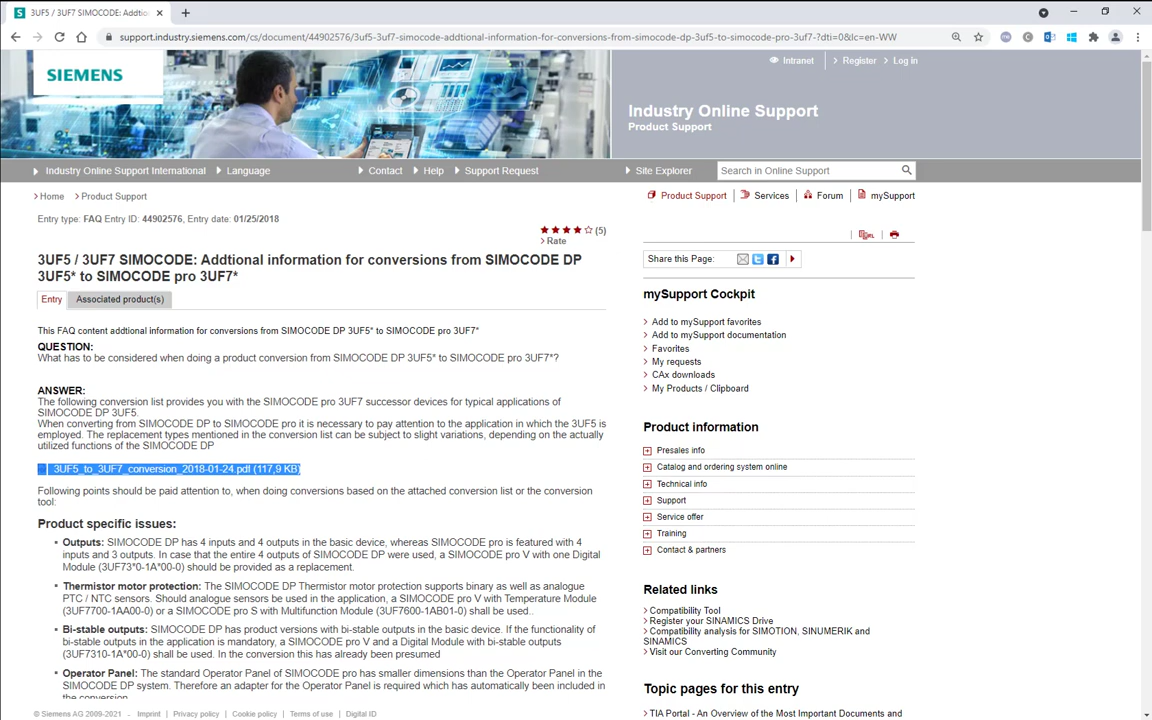 3UF5 / 3UF7 SIMOCODE: Addtio
support.industry.siemens.com/cs/document/44902576/3uf5-3uf7-simocode-addtional-information-for-conversions-from-simocode-dp-3uf5-to-simocode-pro-3uf7-?dti=0&lc=en-WW
SIEMENS
Intranet
Register
Log in
Industry Online Support
Product Support
Industry Online Support International
Language
Contact
Help
Support Request
Site Explorer
Search in Online Support
Home
Product Support
Product Support
Services
Forum
mySupport
Entry type: FAQ Entry ID: 44902576, Entry date: 01/25/2018
(5)
Rate
3UF5 / 3UF7 SIMOCODE: Addtional information for conversions from SIMOCODE DP
3UF5* to SIMOCODE pro 3UF7*
Entry
Associated product(s)
This FAQ content addtional information for conversions from SIMOCODE DP 3UF5* to SIMOCODE pro 3UF7*
QUESTION:
What has to be considered when doing a product conversion from SIMOCODE DP 3UF5* to SIMOCODE pro 3UF7*?
ANSWER:
The following conversion list provides you with the SIMOCODE pro 3UF7 successor devices for typical applications of
SIMOCODE DP 3UF5.
When converting from SIMOCODE DP to SIMOCODE pro it is necessary to pay attention to the application in which the 3UF5 is
employed. The replacement types mentioned in the conversion list can be subject to slight variations, depending on the actually
utilized functions of the SIMOCODE DP
3UF5_to_3UF7_conversion_2018-01-24.pdf (117,9 KB)
Following points should be paid attention to, when doing conversions based on the attached conversion list or the conversion
tool:
Product specific issues:
Outputs: SIMOCODE DP has 4 inputs and 4 outputs in the basic device, whereas SIMOCODE pro is featured with 4
inputs and 3 outputs. In case that the entire 4 outputs of SIMOCODE DP were used, a SIMOCODE pro V with one Digital
Module (3UF73*0-1A*00-0) should be provided as a replacement.
Thermistor motor protection: The SIMOCODE DP Thermistor motor protection supports binary as well as analogue
PTC / NTC sensors. Should analogue sensors be used in the application, a SIMOCODE pro V with Temperature Module
(3UF7700-1AA00-0) or a SIMOCODE pro S with Multifunction Module (3UF7600-1AB01-0) shall be used..
Bi-stable outputs: SIMOCODE DP has product versions with bi-stable outputs in the basic device. If the functionality of
bi-stable outputs in the application is mandatory, a SIMOCODE pro V and a Digital Module with bi-stable outputs
(3UF7310-1A*00-0) shall be used. In the conversion this has already been presumed
Operator Panel: The standard Operator Panel of SIMOCODE pro has smaller dimensions than the Operator Panel in the
SIMOCODE DP system. Therefore an adapter for the Operator Panel is required which has automatically been included in
the conversion
Share this Page:
mySupport Cockpit
Add to mySupport favorites
Add to mySupport documentation
Favorites
My requests
CAx downloads
My Products / Clipboard
Product information
Presales info
Catalog and ordering system online
Technical info
Support
Service offer
Training
Contact & partners
Related links
Compatibility Tool
Register your SINAMICS Drive
Compatibility analysis for SIMOTION, SINUMERIK and
SINAMICS
Visit our Converting Community
Topic pages for this entry
TIA Portal - An Overview of the Most Important Documents and
© Siemens AG 2009-2021 - Imprint | Privacy policy | Cookie policy | Terms of use | Digital ID